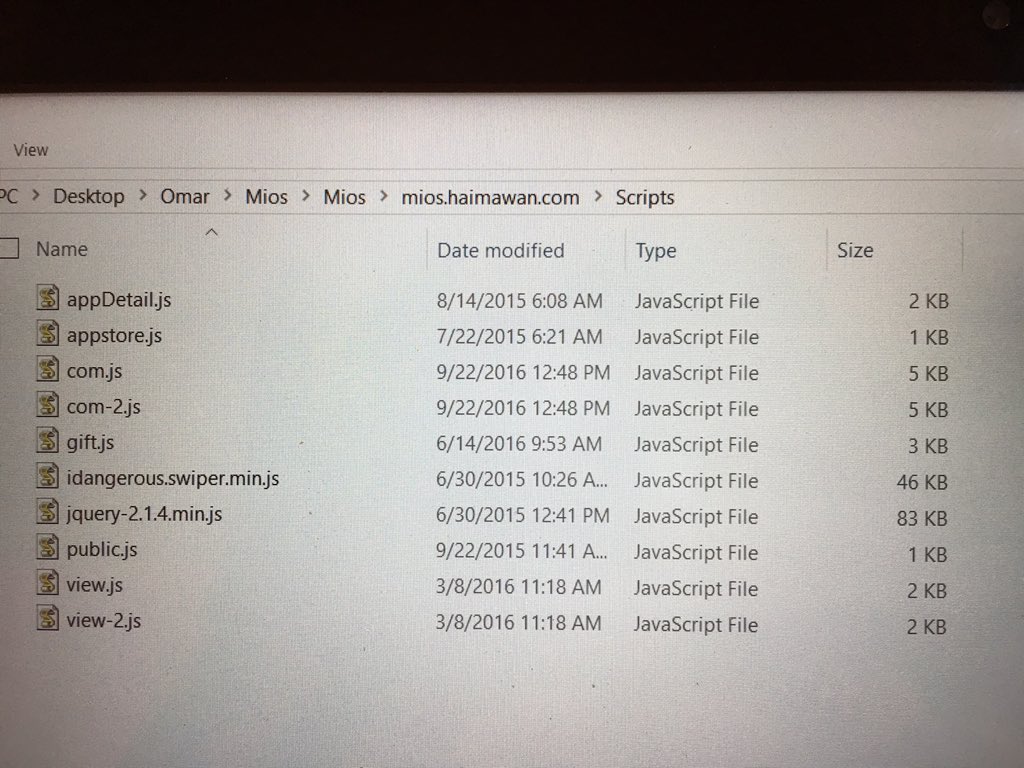 View
PC > Desktop > Omar > Mios > Mios > mios.haimawan.com > Scripts
Name Date modified Type Size
appDetail.js 8/14/2015 6:08 AM JavaScript File 2 KB
appstore.js 7/22/2015 6:21 AM JavaScript File 1 KB
com.js 9/22/2016 12:48 PM JavaScript File 5 KB
com-2.js 9/22/2016 12:48 PM JavaScript File 5 KB
gift.js 6/14/2016 9:53 AM JavaScript File 3 KB
idangerous.swiper.min.js 6/30/2015 10:26 A... JavaScript File 46 KB
jquery-2.1.4.min.js 6/30/2015 12:41 PM JavaScript File 83 KB
public.js 9/22/2015 11:41 A... JavaScript File 1 KB
view.js 3/8/2016 11:18 AM JavaScript File 2 KB
view-2.js 3/8/2016 11:18 AM JavaScript File 2 KB